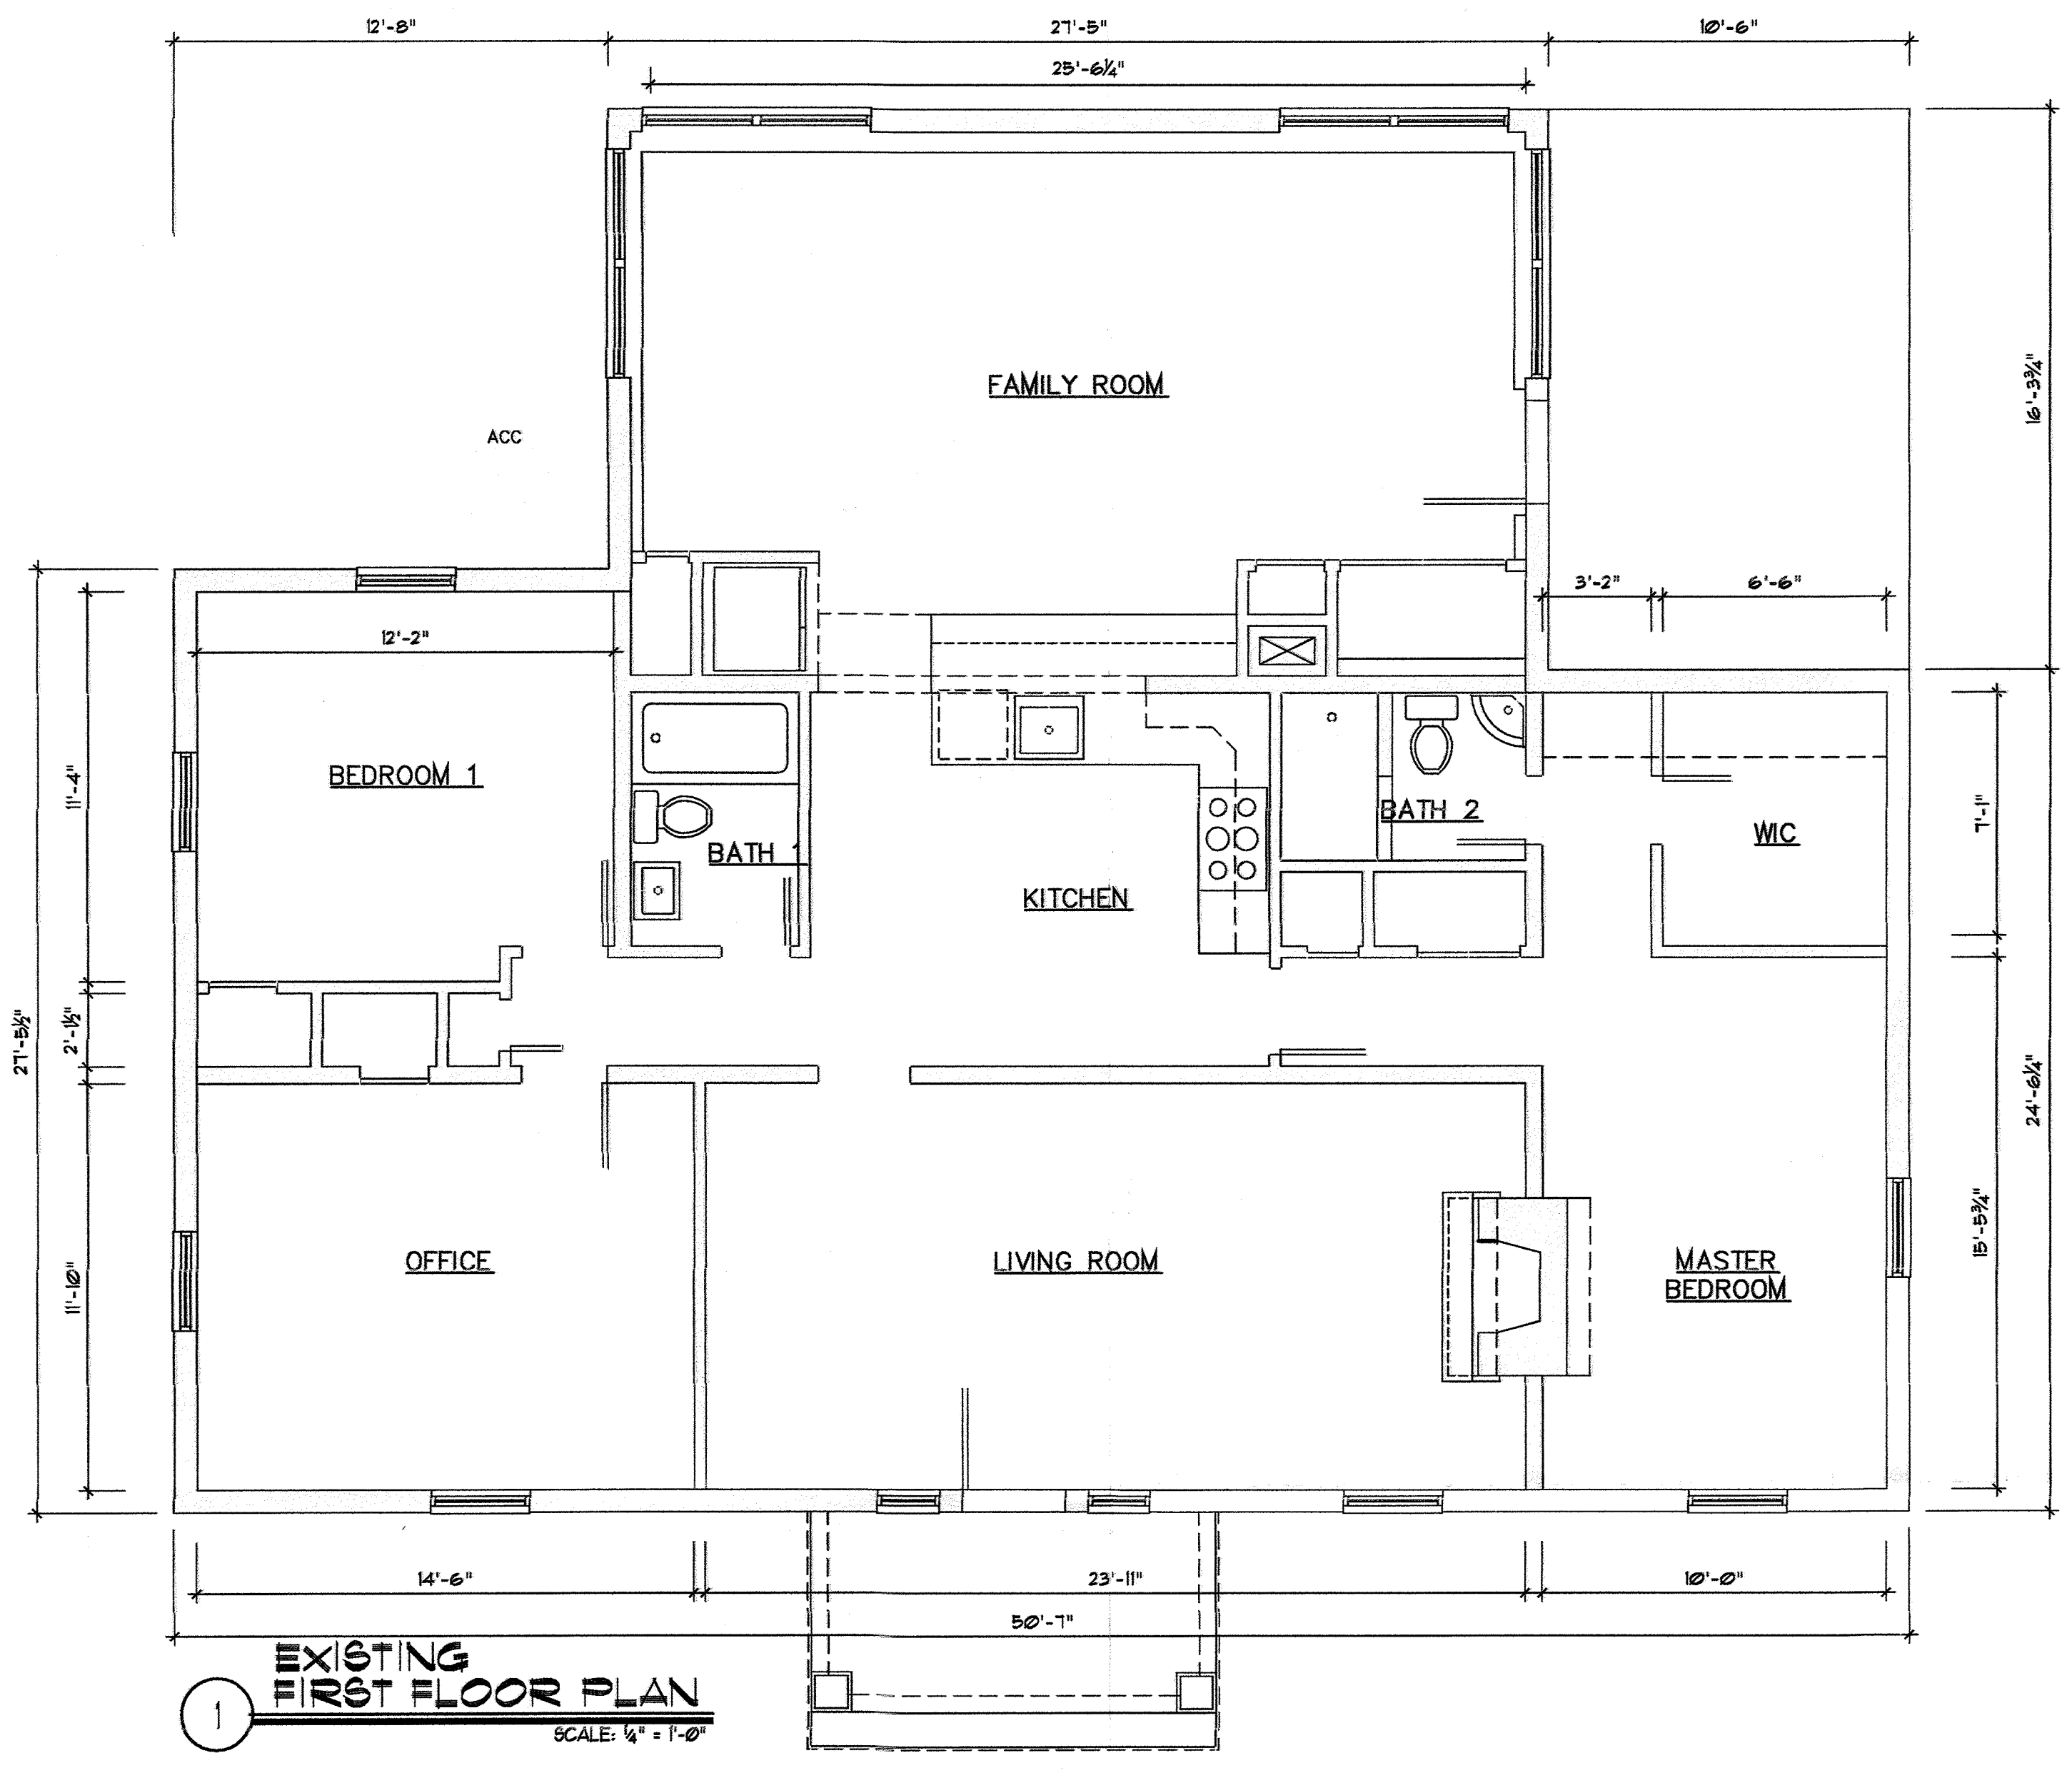 12'-8"
27'-5"
10'-6"
25'-6¼"
16'-3¾"
FAMILY ROOM
ACC
3'-2"
6'-6"
12'-2"
BEDROOM 1
11'-4"
BATH 1
BATH 2
WIC
7'-1"
KITCHEN
27'-5½"
2'-1½"
24'-6¼"
11'-10"
OFFICE
LIVING ROOM
MASTER
BEDROOM
15'-5¾"
14'-6"
23'-11"
10'-0"
50'-7"
EXISTING
1 FIRST FLOOR PLAN
SCALE: ¼" = 1'-0"